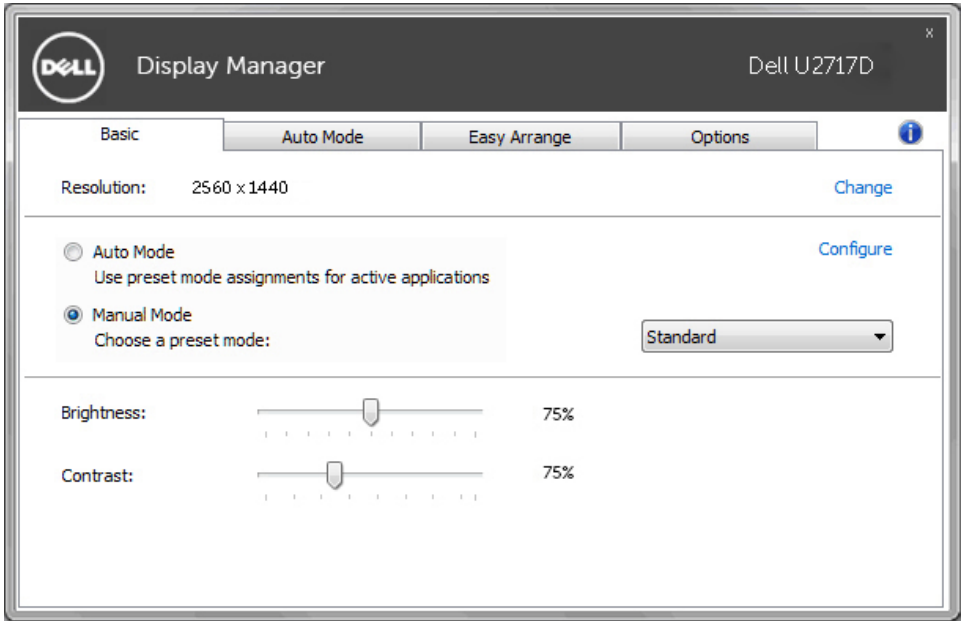 DELL
Display Manager
Dell U2717D
x
Basic
Auto Mode
Easy Arrange
Options
i
Resolution: 2560 x 1440 Change
Auto Mode Configure
Use preset mode assignments for active applications
Manual Mode
Choose a preset mode: Standard
Brightness: 75%
Contrast: 75%